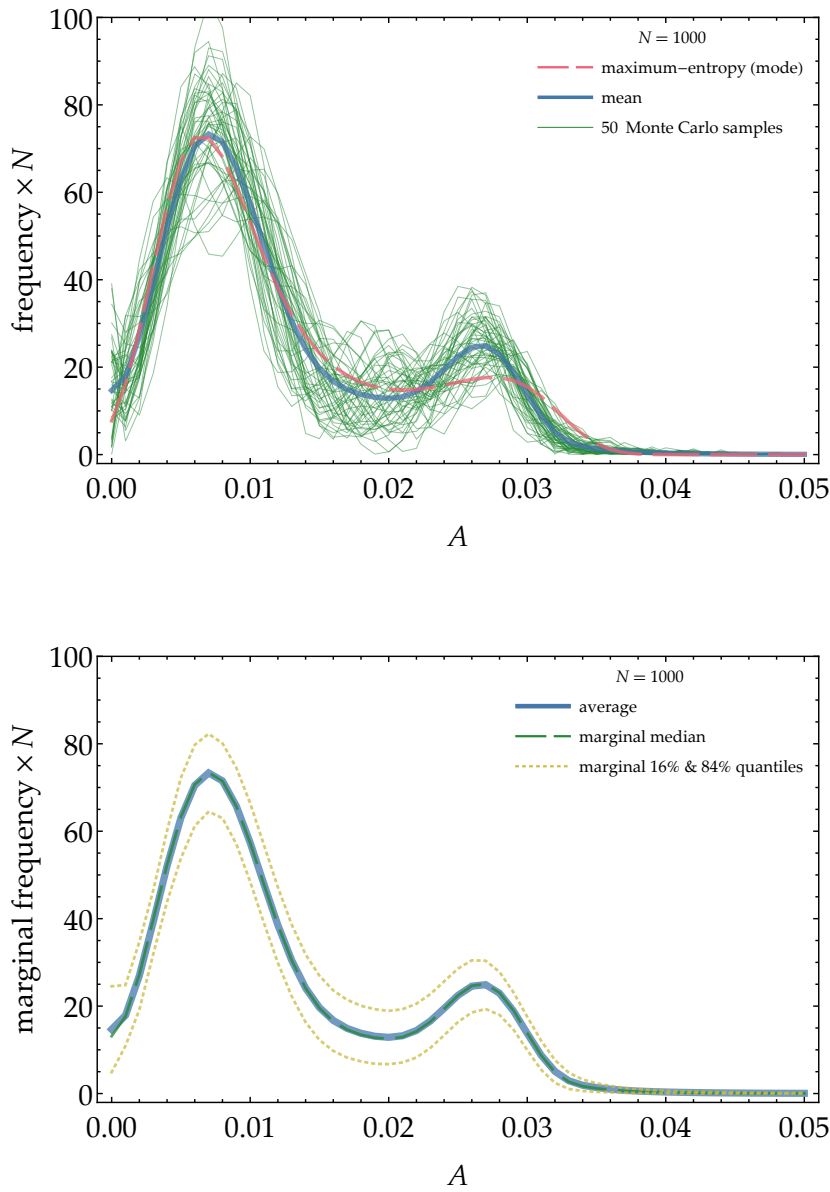 N = 1000
maximum−entropy (mode)
mean
50 Monte Carlo samples
frequency × N
100
80
60
40
20
0
0.00 0.01 0.02 0.03 0.04 0.05
A
N = 1000
average
marginal median
marginal 16% & 84% quantiles
marginal frequency × N
100
80
60
40
20
0
0.00 0.01 0.02 0.03 0.04 0.05
A